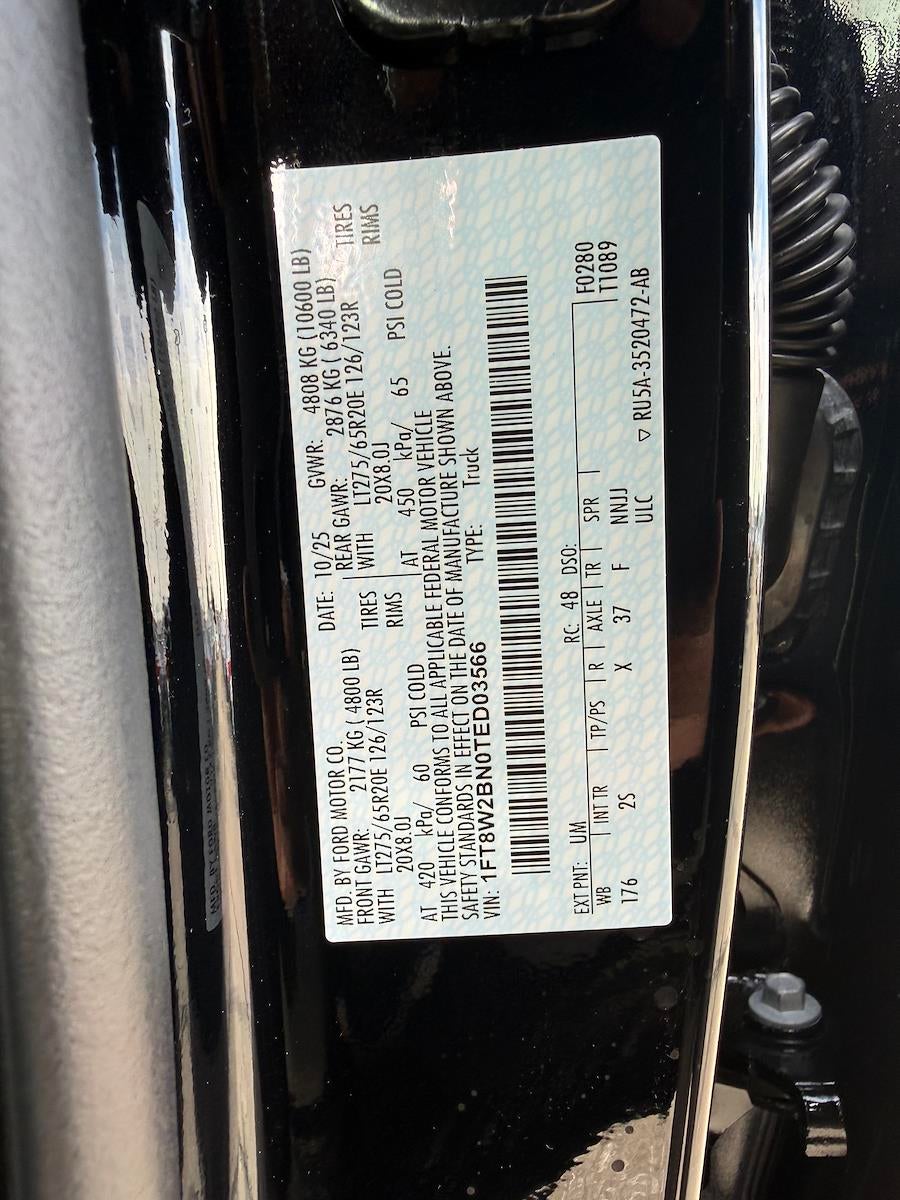 MFD. BY FORD MOTOR CO.
DATE: 10/25 GVWR: 4808 KG (10600 LB)
FRONT GAWR: 2177 KG ( 4800 LB) REAR GAWR: 2876 KG ( 6340 LB)
WITH LT275/65R20E 126/123R TIRES WITH LT275/65R20E 126/123R TIRES
20X8.0J RIMS 20X8.0J RIMS
AT 420 kPa/ 60 PSI COLD AT 450 kPa/ 65 PSI COLD
THIS VEHICLE CONFORMS TO ALL APPLICABLE FEDERAL MOTOR VEHICLE
SAFETY STANDARDS IN EFFECT ON THE DATE OF MANUFACTURE SHOWN ABOVE.
VIN: 1FT8W2BN0TED03566 TYPE: Truck
EXT PNT: UM RC: 48 DSO: F0280
WB INT TR TP/PS R AXLE TR SPR T1089
176 2S X 37 F NNJJ
ULC
▽ RU5A-3520472-AB
MFD. BY FORD MOTOR CO.